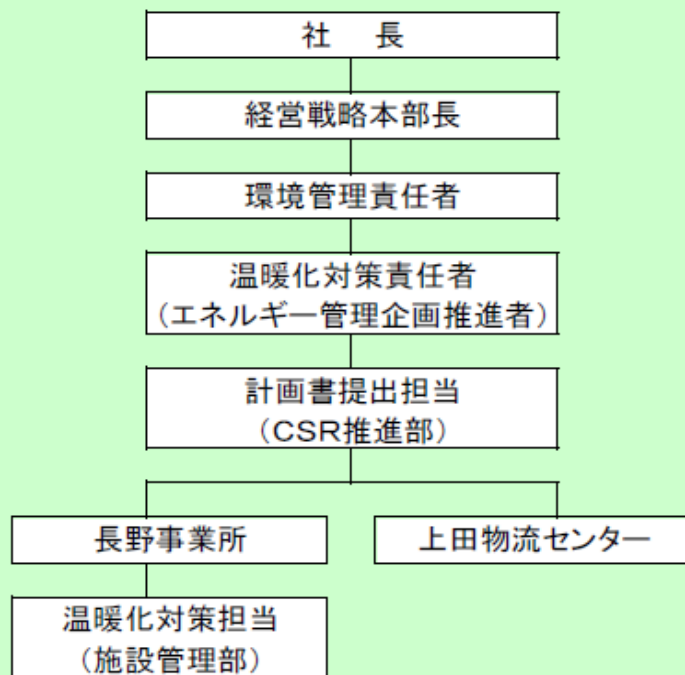 社　長
経営戦略本部長
環境管理責任者
温暖化対策責任者
（エネルギー管理企画推進者）
計画書提出担当
（CSR推進部）
長野事業所
上田物流センター
温暖化対策担当
（施設管理部）